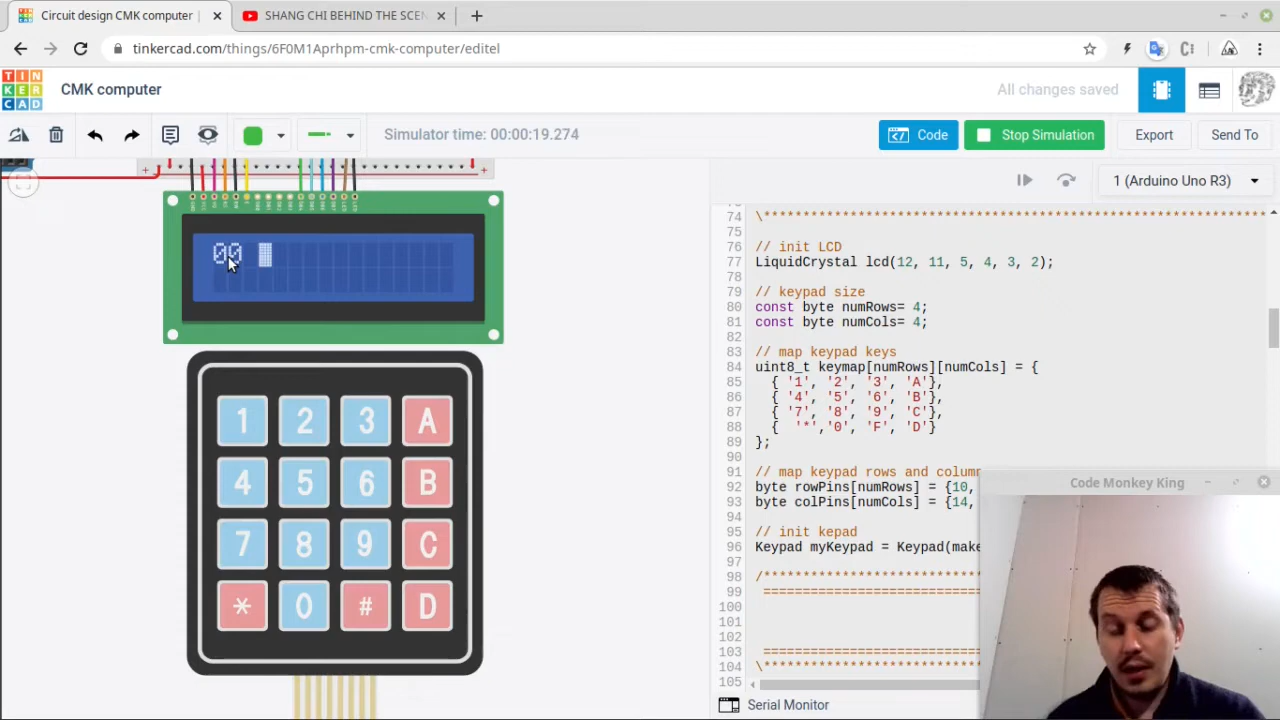 Circuit design CMK computer
SHANG CHI BEHIND THE SCEN
tinkercad.com/things/6F0M1Aprhpm-cmk-computer/editel
TIN
KER
CAD
CMK computer
All changes saved
Simulator time: 00:00:19.274
Code
Stop Simulation
Export
Send To
1 (Arduino Uno R3)
00
1 2 3 A
4 5 6 B
7 8 9 C
* 0 # D
74 \******************************************************************
75
76 // init LCD
77 LiquidCrystal lcd(12, 11, 5, 4, 3, 2);
78
79 // keypad size
80 const byte numRows= 4;
81 const byte numCols= 4;
82
83 // map keypad keys
84 uint8_t keymap[numRows][numCols] = {
85 { '1', '2', '3', 'A'},
86 { '4', '5', '6', 'B'},
87 { '7', '8', '9', 'C'},
88 { '*','0', 'F', 'D'}
89 };
90
91 // map keypad rows and column
92 byte rowPins[numRows] = {10,
93 byte colPins[numCols] = {14,
94
95 // init kepad
96 Keypad myKeypad = Keypad(make
97
98 /*****************************
99 =============================
100
101
102
103 =============================
104 \*****************************
105
Serial Monitor
Code Monkey King